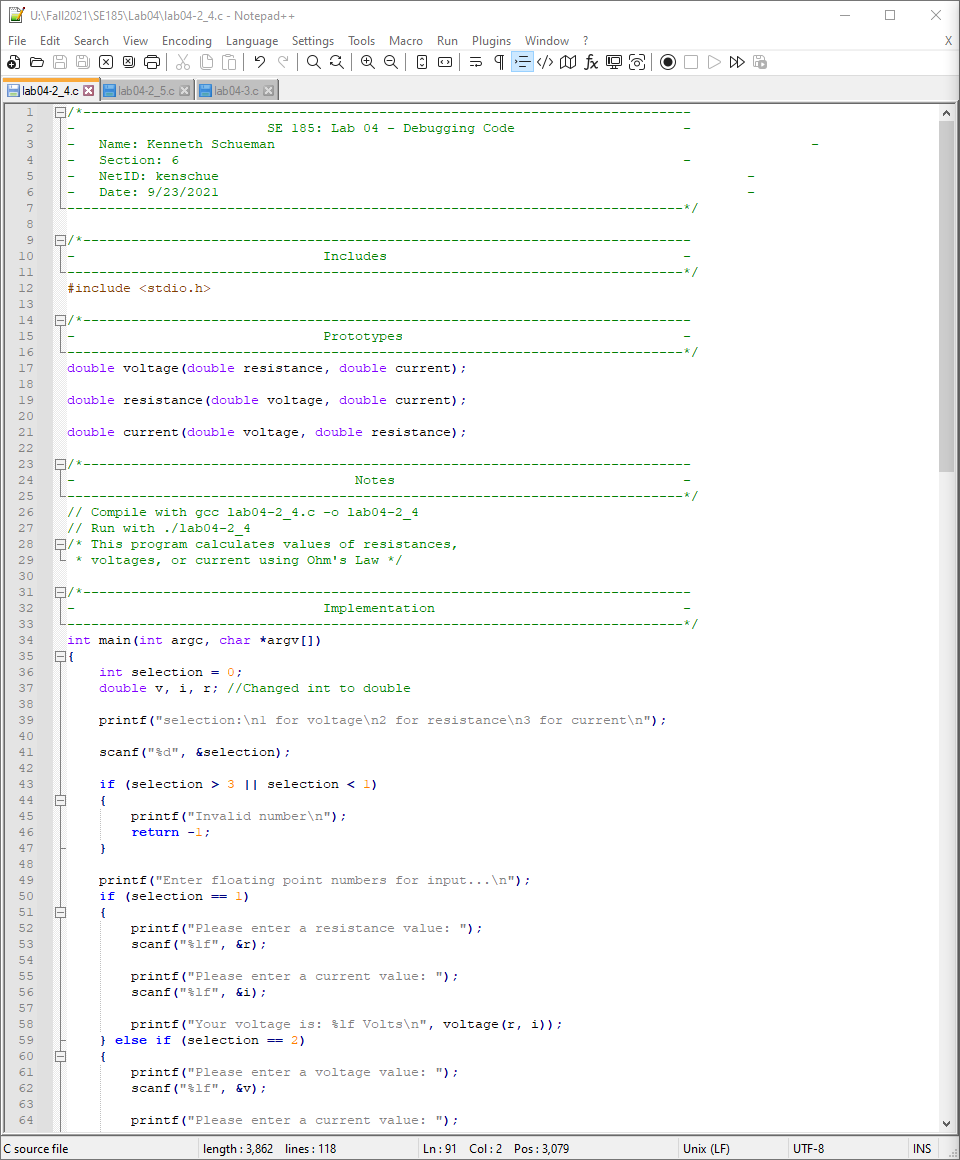 U:\Fall2021\SE185\Lab04\lab04-2_4.c - Notepad++
File Edit Search View Encoding Language Settings Tools Macro Run Plugins Window ? X
lab04-2_4.c lab04-2_5.c lab04-3.c
1 /*----------------------------------------------------------------------------
2 - SE 185: Lab 04 - Debugging Code -
3 - Name: Kenneth Schueman -
4 - Section: 6 -
5 - NetID: kenschue -
6 - Date: 9/23/2021 -
7 -----------------------------------------------------------------------------*/
8
9 /*----------------------------------------------------------------------------
10 - Includes -
11 -----------------------------------------------------------------------------*/
12 #include <stdio.h>
13
14 /*----------------------------------------------------------------------------
15 - Prototypes -
16 -----------------------------------------------------------------------------*/
17 double voltage(double resistance, double current);
18
19 double resistance(double voltage, double current);
20
21 double current(double voltage, double resistance);
22
23 /*----------------------------------------------------------------------------
24 - Notes -
25 -----------------------------------------------------------------------------*/
26 // Compile with gcc lab04-2_4.c -o lab04-2_4
27 // Run with ./lab04-2_4
28 /* This program calculates values of resistances,
29 * voltages, or current using Ohm's Law */
30
31 /*----------------------------------------------------------------------------
32 - Implementation -
33 -----------------------------------------------------------------------------*/
34 int main(int argc, char *argv[])
35 {
36 int selection = 0;
37 double v, i, r; //Changed int to double
38
39 printf("selection:\n1 for voltage\n2 for resistance\n3 for current\n");
40
41 scanf("%d", &selection);
42
43 if (selection > 3 || selection < 1)
44 {
45 printf("Invalid number\n");
46 return -1;
47 }
48
49 printf("Enter floating point numbers for input...\n");
50 if (selection == 1)
51 {
52 printf("Please enter a resistance value: ");
53 scanf("%lf", &r);
54
55 printf("Please enter a current value: ");
56 scanf("%lf", &i);
57
58 printf("Your voltage is: %lf Volts\n", voltage(r, i));
59 } else if (selection == 2)
60 {
61 printf("Please enter a voltage value: ");
62 scanf("%lf", &v);
63
64 printf("Please enter a current value: ");
C source file length : 3,862 lines : 118 Ln : 91 Col : 2 Pos : 3,079 Unix (LF) UTF-8 INS